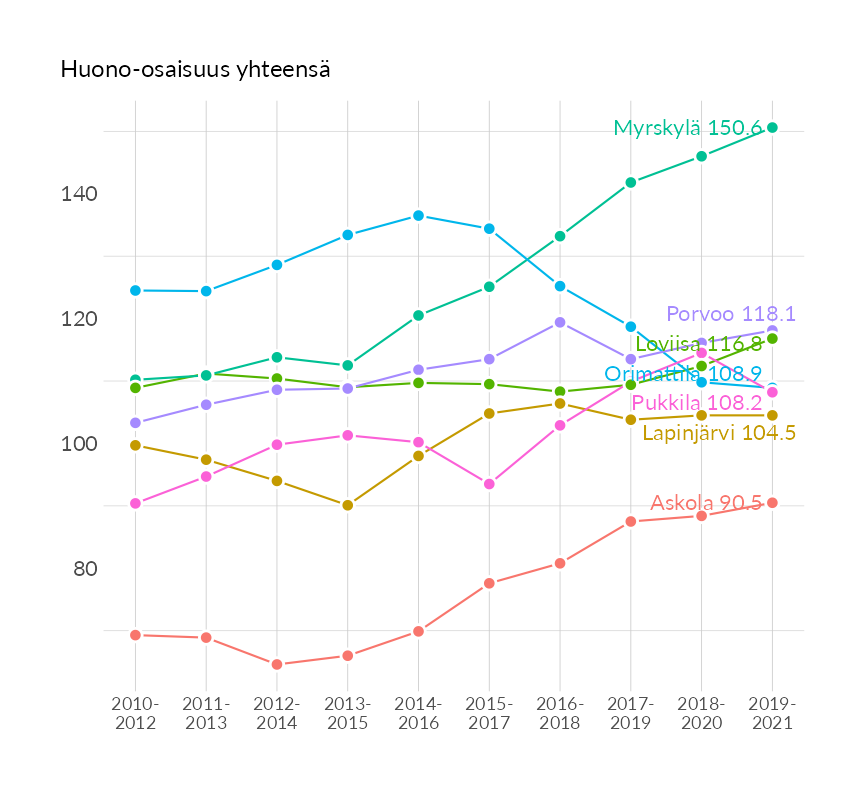 Huono-osaisuus yhteensä
Myrskylä 150.6
140
Porvoo 118.1
120
Loviisa 116.8
Orimattila 108.9
Pukkila 108.2
Lapinjärvi 104.5
100
Askola 90.5
80
2010- 2011- 2012- 2013- 2014- 2015- 2016- 2017- 2018- 2019-
2012 2013 2014 2015 2016 2017 2018 2019 2020 2021